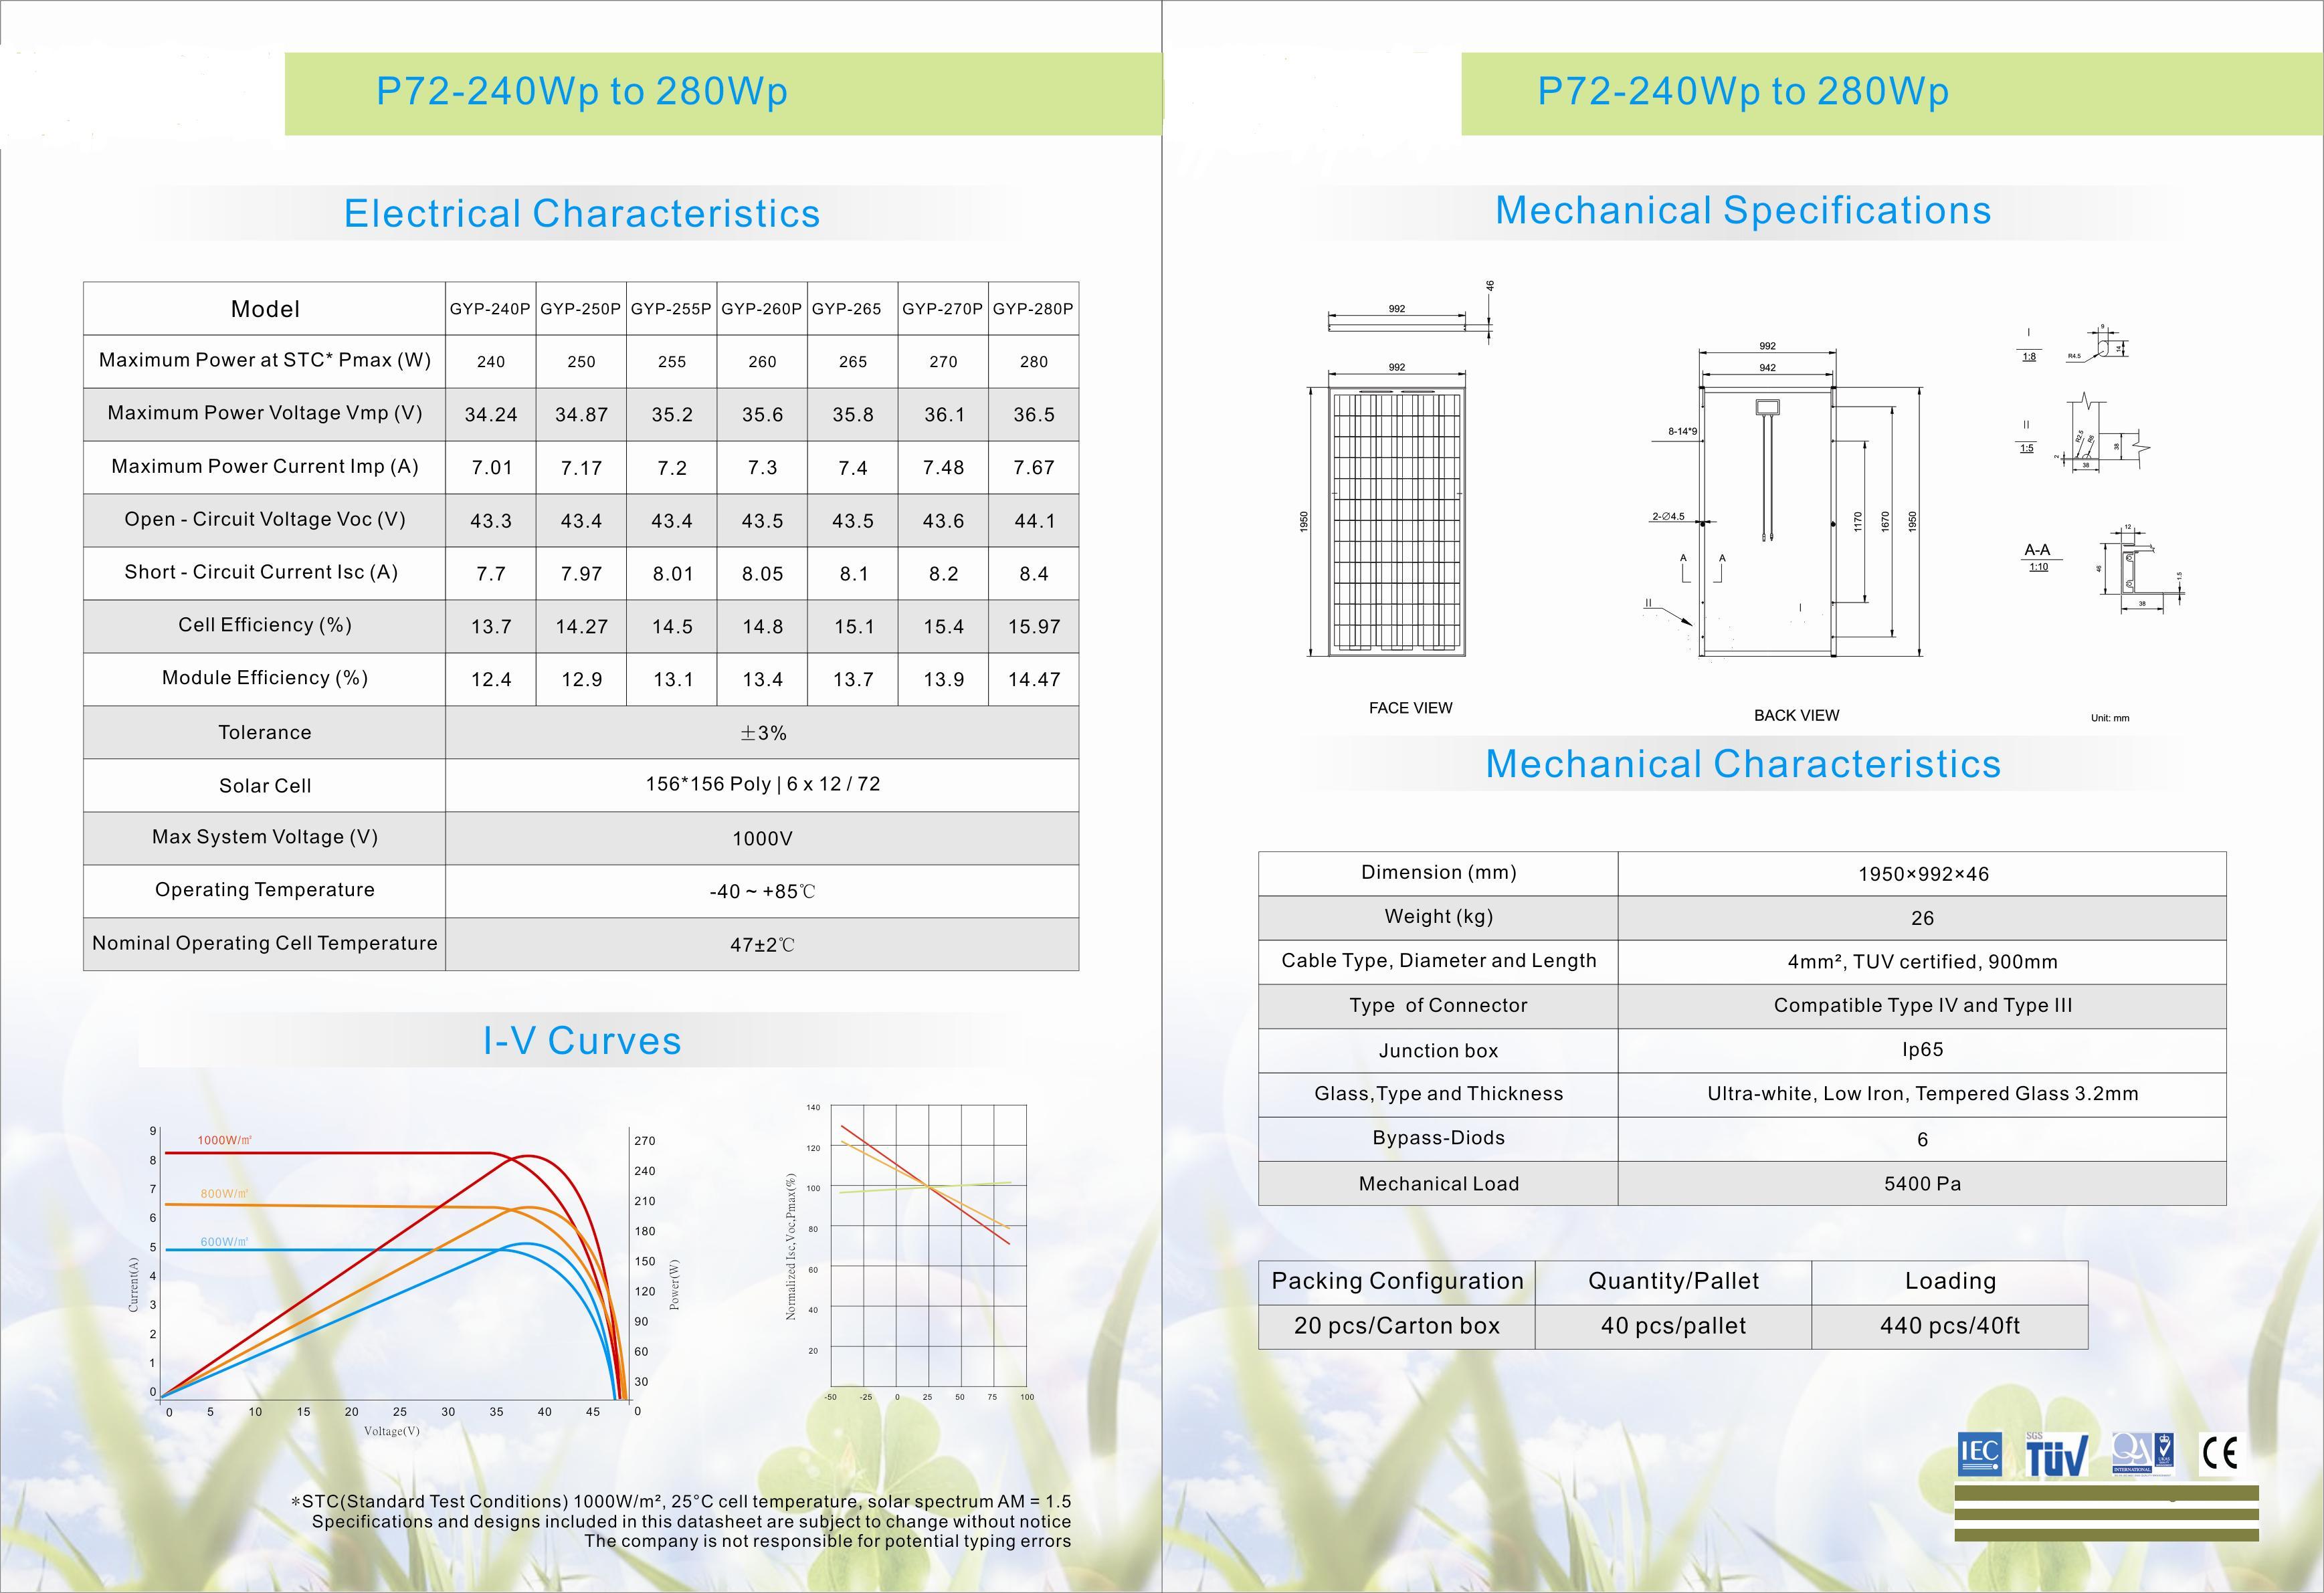 P72-240Wp to 280Wp
Electrical Characteristics
Model GYP-240P GYP-250P GYP-255P GYP-260P GYP-265 GYP-270P GYP-280P
Maximum Power at STC* Pmax (W) 240 250 255 260 265 270 280
Maximum Power Voltage Vmp (V) 34.24 34.87 35.2 35.6 35.8 36.1 36.5
Maximum Power Current Imp (A) 7.01 7.17 7.2 7.3 7.4 7.48 7.67
Open - Circuit Voltage Voc (V) 43.3 43.4 43.4 43.5 43.5 43.6 44.1
Short - Circuit Current Isc (A) 7.7 7.97 8.01 8.05 8.1 8.2 8.4
Cell Efficiency (%) 13.7 14.27 14.5 14.8 15.1 15.4 15.97
Module Efficiency (%) 12.4 12.9 13.1 13.4 13.7 13.9 14.47
Tolerance ±3%
Solar Cell 156*156 Poly | 6 x 12 / 72
Max System Voltage (V) 1000V
Operating Temperature -40 ~ +85℃
Nominal Operating Cell Temperature 47±2℃
I-V Curves
1000W/㎡
800W/㎡
600W/㎡
Current(A)
9
8
7
6
5
4
3
2
1
0
0 5 10 15 20 25 30 35 40 45
Voltage(V)
270
240
210
180
150
120
90
60
30
0
Power(W)
Normalized Isc,Voc,Pmax(%)
140
120
100
80
60
40
20
-50 -25 0 25 50 75 100
*STC(Standard Test Conditions) 1000W/m², 25°C cell temperature, solar spectrum AM = 1.5
Specifications and designs included in this datasheet are subject to change without notice
The company is not responsible for potential typing errors
P72-240Wp to 280Wp
Mechanical Specifications
992
46
992
1950
FACE VIEW
992
942
8-14*9
2-∅4.5
A A
II
I
1170
1670
1950
BACK VIEW
I
1:8
9
R4.5
14
II
1:5
R2.5
R6
2
38
38
A-A
1:10
12
46
1.5
38
Unit: mm
Mechanical Characteristics
Dimension (mm) 1950×992×46
Weight (kg) 26
Cable Type, Diameter and Length 4mm², TUV certified, 900mm
Type of Connector Compatible Type IV and Type III
Junction box Ip65
Glass,Type and Thickness Ultra-white, Low Iron, Tempered Glass 3.2mm
Bypass-Diods 6
Mechanical Load 5400 Pa
Packing Configuration Quantity/Pallet Loading
20 pcs/Carton box 40 pcs/pallet 440 pcs/40ft
IEC
SGS
TÜV
QA
INTERNATIONAL
UKAS
CE